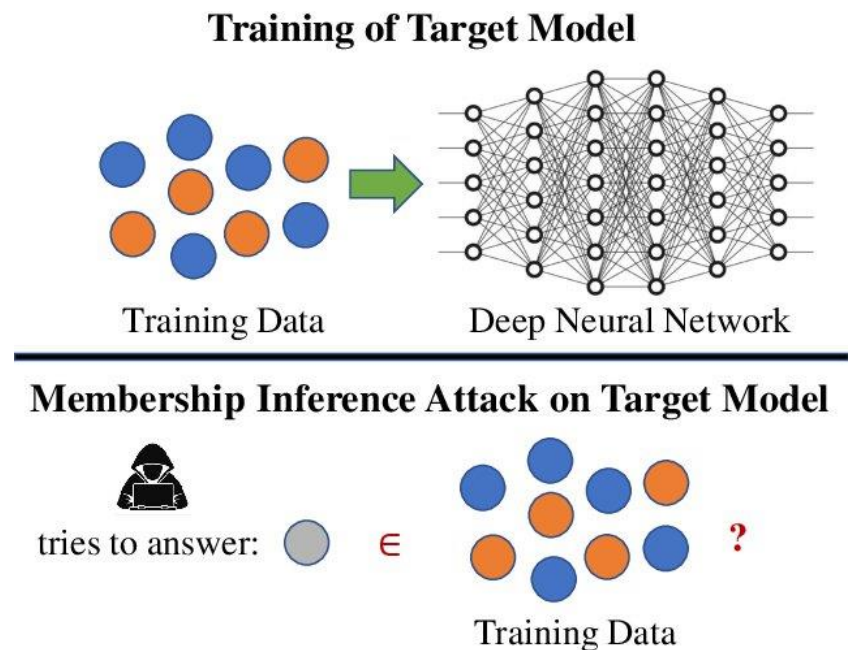 Training of Target Model
Training Data
Deep Neural Network
Membership Inference Attack on Target Model
tries to answer: ∈ ?
Training Data